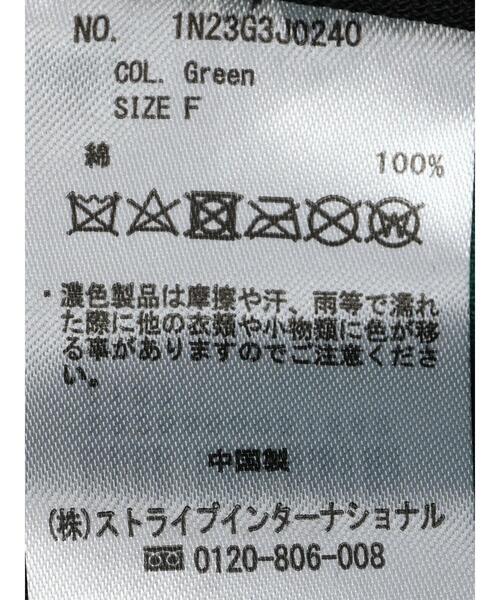 NO. 1N23G3J0240
COL. Green
SIZE F
綿 100%
・濃色製品は摩擦や汗、雨等で濡れ
た際に他の衣類や小物類に色が移
る事がありますのでご注意くださ
い。
中国製
(株)ストライプインターナショナル
0120-806-008